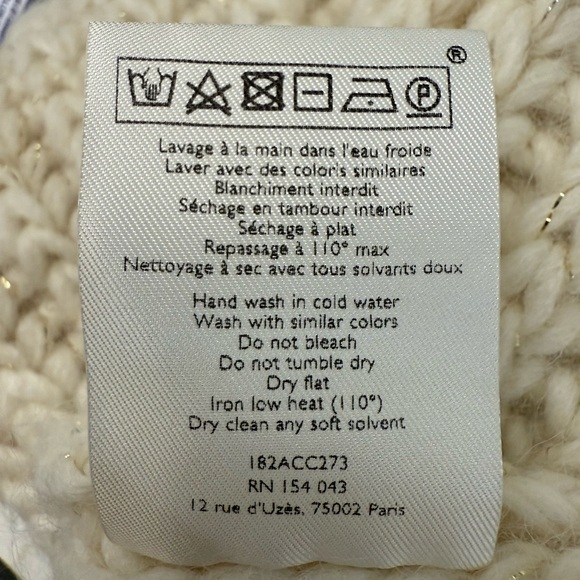 ®
P
Lavage à la main dans l'eau froide
Laver avec des coloris similaires
Blanchiment interdit
Séchage en tambour interdit
Séchage à plat
Repassage à 110° max
Nettoyage à sec avec tous solvants doux
Hand wash in cold water
Wash with similar colors
Do not bleach
Do not tumble dry
Dry flat
Iron low heat (110°)
Dry clean any soft solvent
182ACC273
RN 154 043
12 rue d'Uzès, 75002 Paris